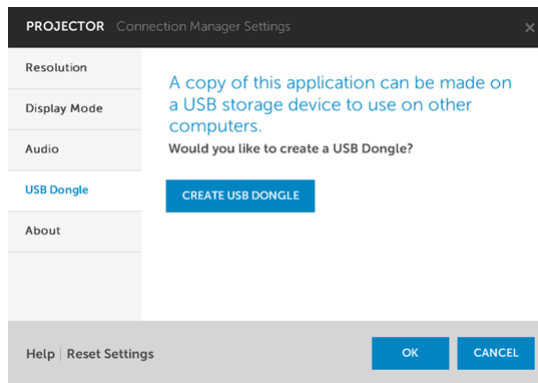 PROJECTOR Connection Manager Settings
Resolution
Display Mode
Audio
USB Dongle
About
A copy of this application can be made on
a USB storage device to use on other
computers.
Would you like to create a USB Dongle?
CREATE USB DONGLE
Help | Reset Settings
OK
CANCEL